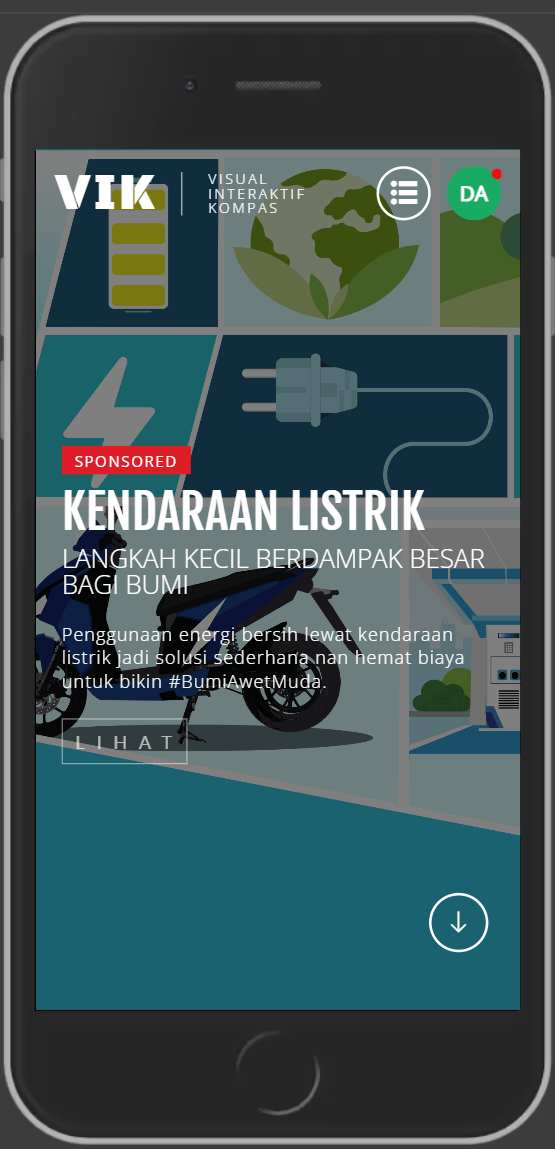 VIK
VISUAL
INTERAKTIF
KOMPAS
DA
SPONSORED
KENDARAAN LISTRIK
LANGKAH KECIL BERDAMPAK BESAR
BAGI BUMI
Penggunaan energi bersih lewat kendaraan
listrik jadi solusi sederhana nan hemat biaya
untuk bikin #BumiAwetMuda.
LIHAT